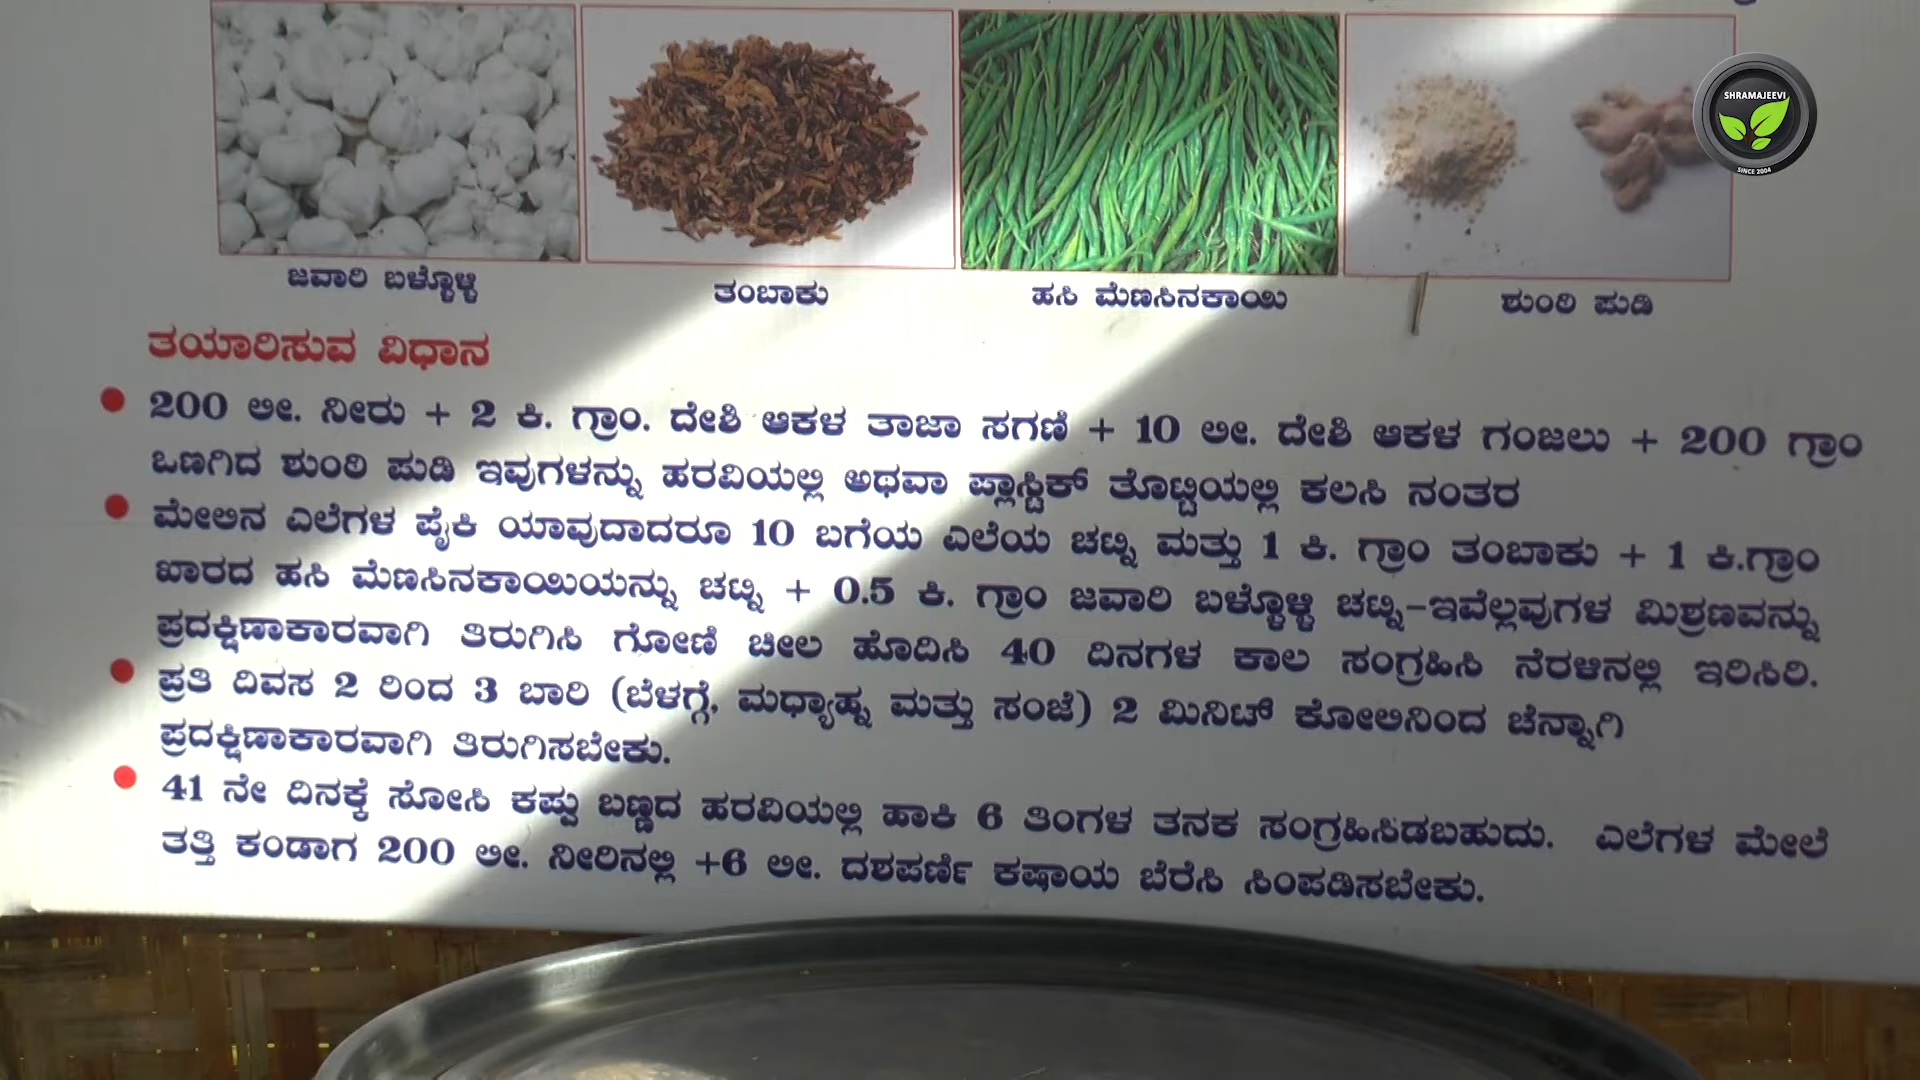 SHRAMAJEEVI
SINCE 2004
ಜವಾರಿ ಬಳ್ಳೊಳ್ಳಿ
ತಂಬಾಕು
ಹಸಿ ಮೆಣಸಿನಕಾಯಿ
ಶುಂಠಿ ಪುಡಿ
ತಯಾರಿಸುವ ವಿಧಾನ
200 ಲೀ. ನೀರು + 2 ಕಿ. ಗ್ರಾಂ. ದೇಶಿ ಆಕಳ ತಾಜಾ ಸಗಣಿ + 10 ಲೀ. ದೇಶಿ ಆಕಳ ಗಂಜಲು + 200 ಗ್ರಾಂ
ಒಣಗಿದ ಶುಂಠಿ ಪುಡಿ ಇವುಗಳನ್ನು ಹರವಿಯಲ್ಲಿ ಅಥವಾ ಪ್ಲಾಸ್ಟಿಕ್ ತೊಟ್ಟಿಯಲ್ಲಿ ಕಲಸಿ ನಂತರ
ಮೇಲಿನ ಎಲೆಗಳ ಪೈಕಿ ಯಾವುದಾದರೂ 10 ಬಗೆಯ ಎಲೆಯ ಚಟ್ನಿ ಮತ್ತು 1 ಕಿ. ಗ್ರಾಂ ತಂಬಾಕು + 1 ಕಿ.ಗ್ರಾಂ
ಖಾರದ ಹಸಿ ಮೆಣಸಿನಕಾಯಿಯನ್ನು ಚಟ್ನಿ + 0.5 ಕಿ. ಗ್ರಾಂ ಜವಾರಿ ಬಳ್ಳೊಳ್ಳಿ ಚಟ್ನಿ-ಇವೆಲ್ಲವುಗಳ ಮಿಶ್ರಣವನ್ನು
ಪ್ರದಕ್ಷಿಣಾಕಾರವಾಗಿ ತಿರುಗಿಸಿ ಗೋಣಿ ಚೀಲ ಹೊದಿಸಿ 40 ದಿನಗಳ ಕಾಲ ಸಂಗ್ರಹಿಸಿ ನೆರಳಿನಲ್ಲಿ ಇರಿಸಿರಿ.
ಪ್ರತಿ ದಿವಸ 2 ರಿಂದ 3 ಬಾರಿ (ಬೆಳಗ್ಗೆ, ಮಧ್ಯಾಹ್ನ ಮತ್ತು ಸಂಜೆ) 2 ಮಿನಿಟ್ ಕೋಲಿನಿಂದ ಚೆನ್ನಾಗಿ
ಪ್ರದಕ್ಷಿಣಾಕಾರವಾಗಿ ತಿರುಗಿಸಬೇಕು.
41 ನೇ ದಿನಕ್ಕೆ ಸೋಸಿ ಕಪ್ಪು ಬಣ್ಣದ ಹರವಿಯಲ್ಲಿ ಹಾಕಿ 6 ತಿಂಗಳ ತನಕ ಸಂಗ್ರಹಿಸಿಡಬಹುದು. ಎಲೆಗಳ ಮೇಲೆ
ತತ್ತಿ ಕಂಡಾಗ 200 ಲೀ. ನೀರಿನಲ್ಲಿ +6 ಲೀ. ದಶಪರ್ಣಿ ಕಷಾಯ ಬೆರೆಸಿ ಸಿಂಪಡಿಸಬೇಕು.